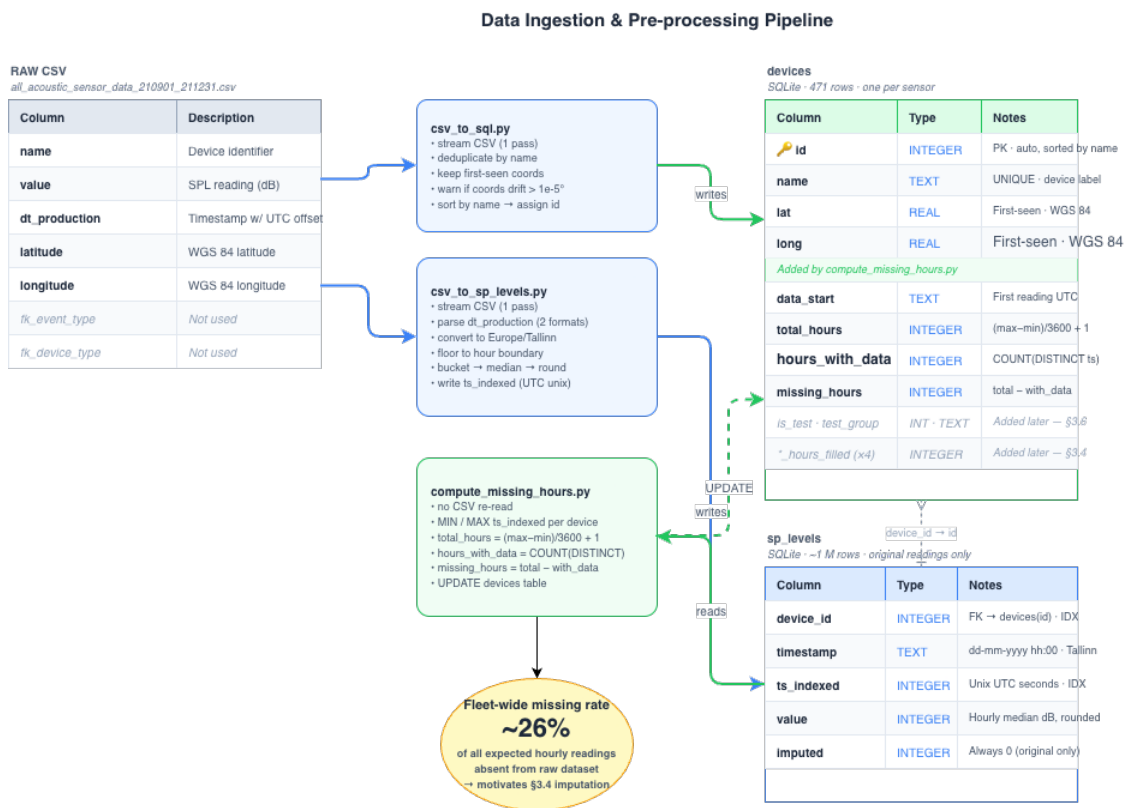 Data Ingestion & Pre-processing Pipeline
RAW CSV
all_acoustic_sensor_data_210901_211231.csv
Column Description
name Device identifier
value SPL reading (dB)
dt_production Timestamp w/ UTC offset
latitude WGS 84 latitude
longitude WGS 84 longitude
fk_event_type Not used
fk_device_type Not used
csv_to_sql.py
• stream CSV (1 pass)
• deduplicate by name
• keep first-seen coords
• warn if coords drift > 1e-5°
• sort by name → assign id
csv_to_sp_levels.py
• stream CSV (1 pass)
• parse dt_production (2 formats)
• convert to Europe/Tallinn
• floor to hour boundary
• bucket → median → round
• write ts_indexed (UTC unix)
compute_missing_hours.py
• no CSV re-read
• MIN / MAX ts_indexed per device
• total_hours = (max−min)/3600 + 1
• hours_with_data = COUNT(DISTINCT)
• missing_hours = total − with_data
• UPDATE devices table
Fleet-wide missing rate
~26%
of all expected hourly readings
absent from raw dataset
→ motivates §3.4 imputation
writes
UPDATE
writes
reads
devices
SQLite · 471 rows · one per sensor
Column Type Notes
🔑 id INTEGER PK · auto, sorted by name
name TEXT UNIQUE · device label
lat REAL First-seen · WGS 84
long REAL First-seen · WGS 84
Added by compute_missing_hours.py
data_start TEXT First reading UTC
total_hours INTEGER (max−min)/3600 + 1
hours_with_data INTEGER COUNT(DISTINCT ts)
missing_hours INTEGER total − with_data
is_test · test_group INT · TEXT Added later — §3.6
*_hours_filled (×4) INTEGER Added later — §3.4
device_id → id
sp_levels
SQLite · ~1 M rows · original readings only
Column Type Notes
device_id INTEGER FK → devices(id) · IDX
timestamp TEXT dd-mm-yyyy hh:00 · Tallinn
ts_indexed INTEGER Unix UTC seconds · IDX
value INTEGER Hourly median dB, rounded
imputed INTEGER Always 0 (original only)